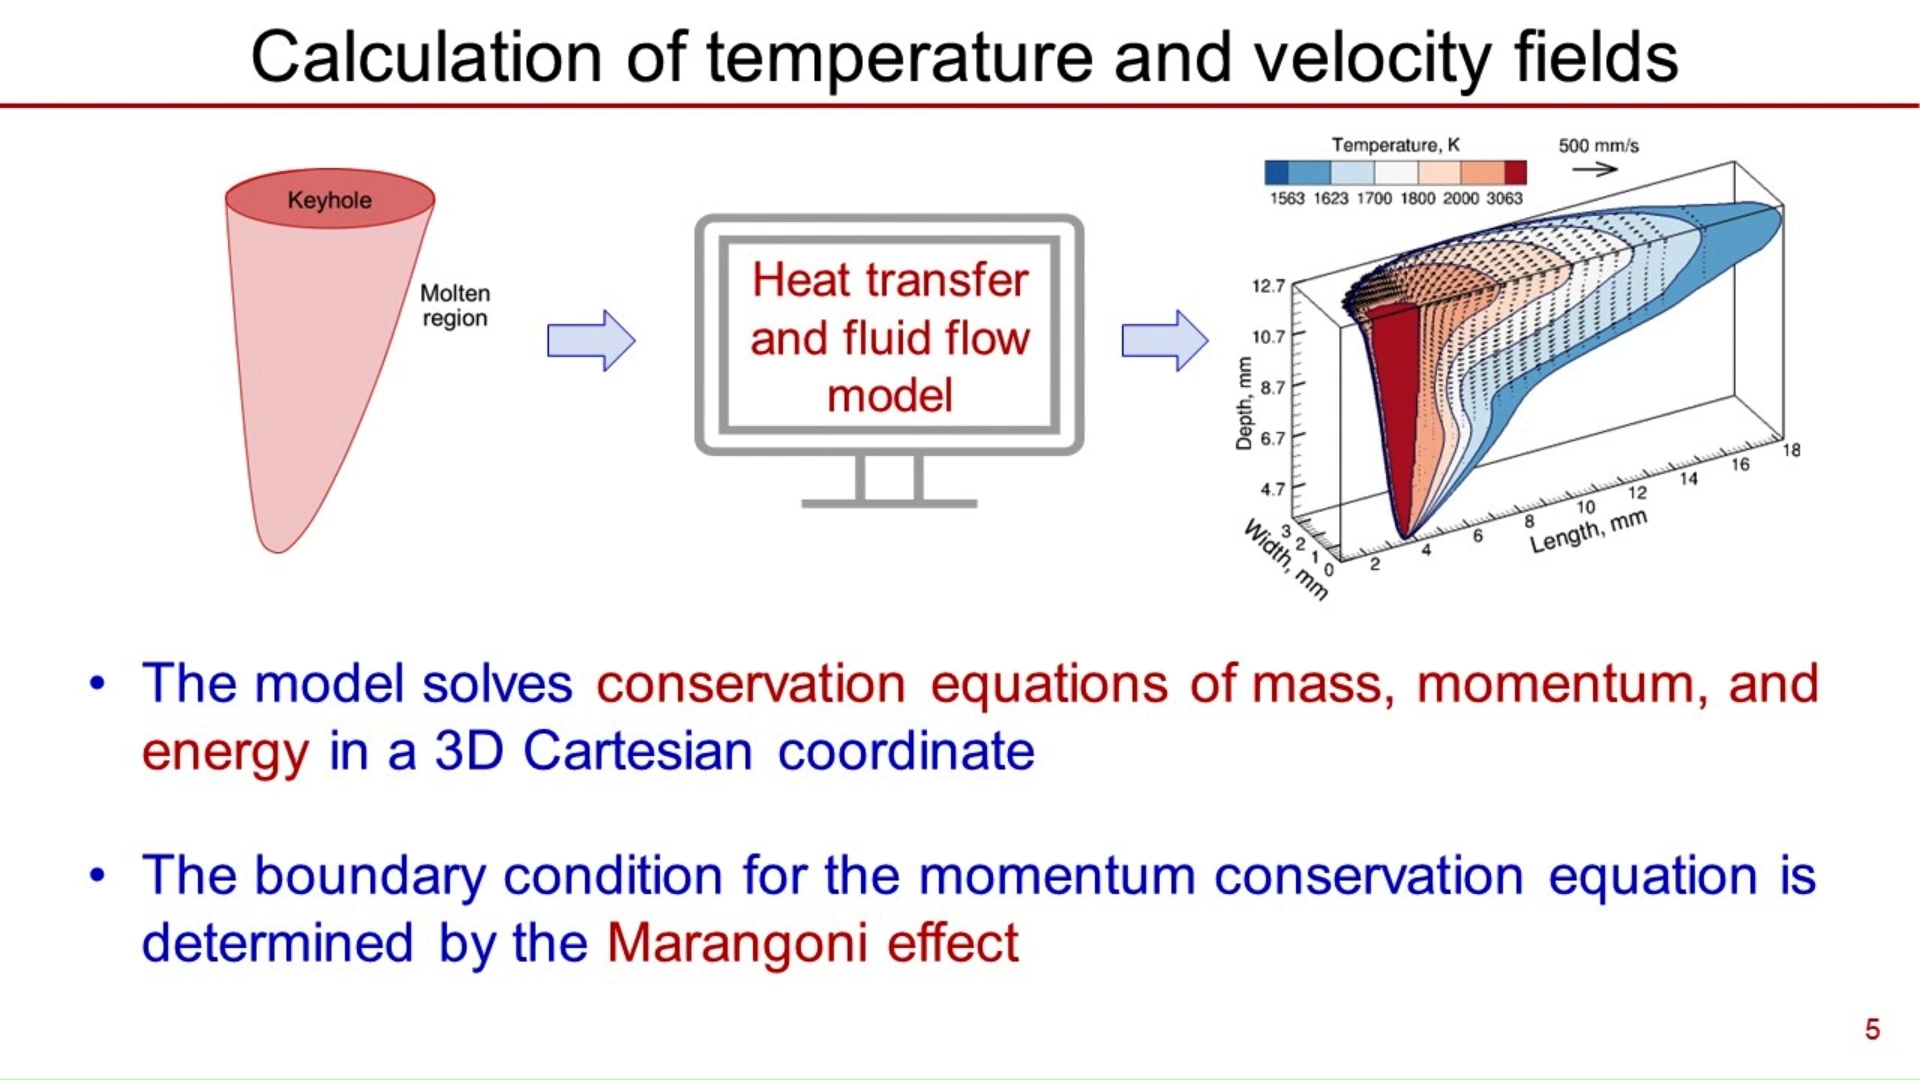 Calculation of temperature and velocity fields
Keyhole
Molten
region
Heat transfer
and fluid flow
model
Temperature, K
500 mm/s
1563 1623 1700 1800 2000 3063
12.7
10.7
8.7
6.7
4.7
Depth, mm
3
2
1
0
Width, mm
2
4
6
8
10
12
14
16
18
Length, mm
• The model solves conservation equations of mass, momentum, and
energy in a 3D Cartesian coordinate
• The boundary condition for the momentum conservation equation is
determined by the Marangoni effect
5